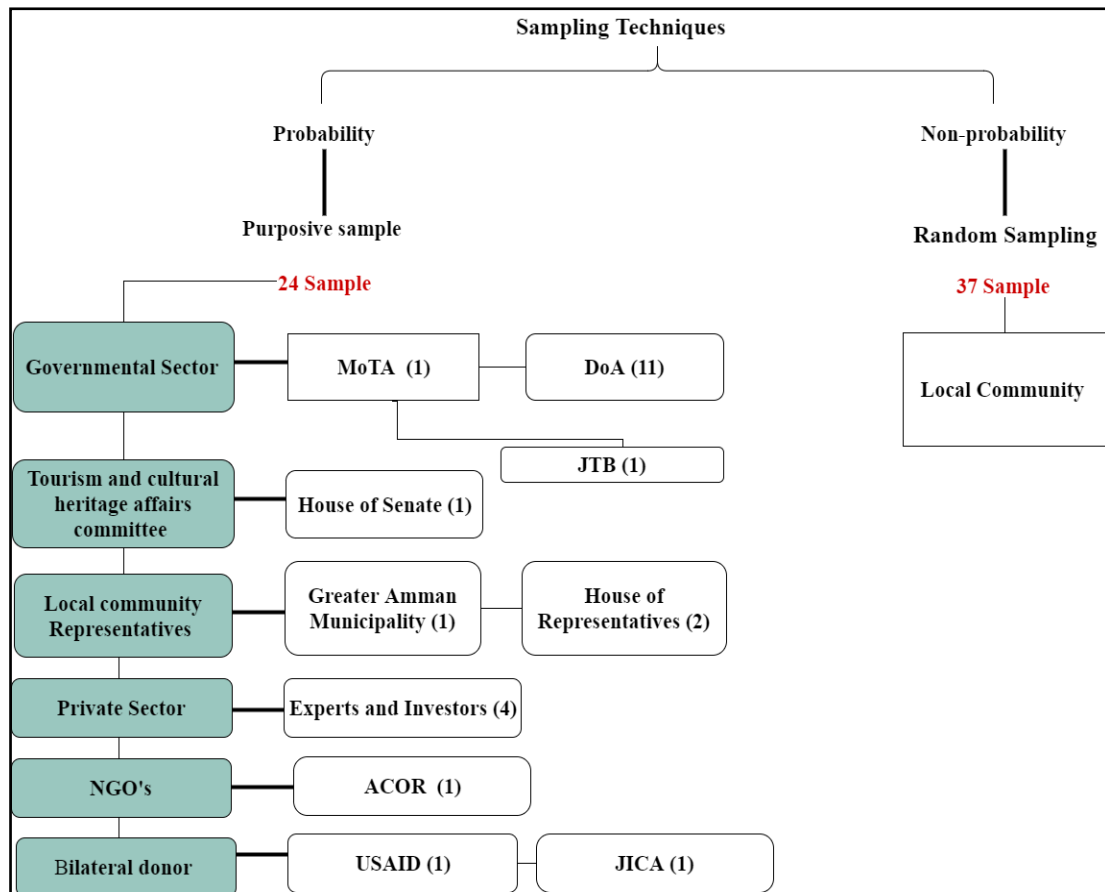 Sampling Techniques
Probability
Non-probability
Purposive sample
Random Sampling
24 Sample
37 Sample
Governmental Sector
MoTA (1)
DoA (11)
Local Community
JTB (1)
Tourism and cultural
heritage affairs
committee
House of Senate (1)
Local community
Representatives
Greater Amman
Municipality (1)
House of
Representatives (2)
Private Sector
Experts and Investors (4)
NGO's
ACOR (1)
Bilateral donor
USAID (1)
JICA (1)